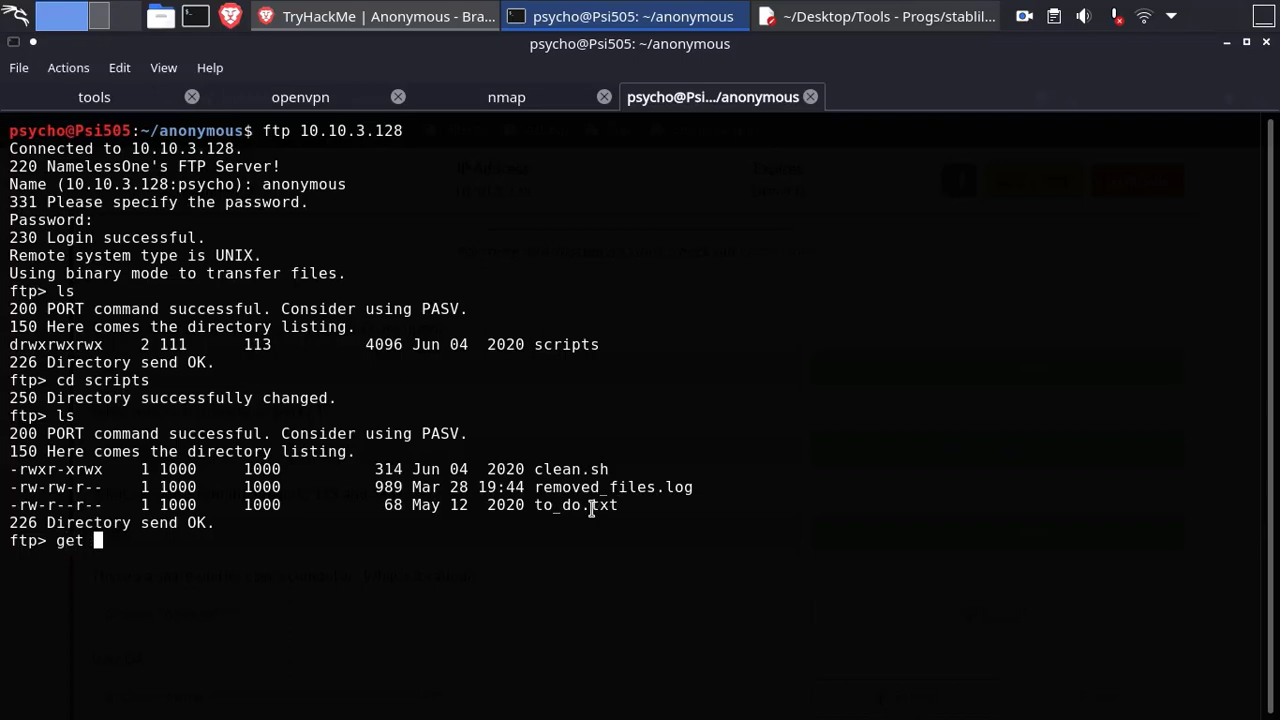 TryHackMe | Anonymous - Bra...
psycho@Psi505: ~/anonymous
~/Desktop/Tools - Progs/stablil...
psycho@Psi505: ~/anonymous
File Actions Edit View Help
tools
openvpn
nmap
psycho@Psi.../anonymous
psycho@Psi505:~/anonymous$ ftp 10.10.3.128
Connected to 10.10.3.128.
220 NamelessOne's FTP Server!
Name (10.10.3.128:psycho): anonymous
331 Please specify the password.
Password:
230 Login successful.
Remote system type is UNIX.
Using binary mode to transfer files.
ftp> ls
200 PORT command successful. Consider using PASV.
150 Here comes the directory listing.
drwxrwxrwx    2 111      113          4096 Jun 04  2020 scripts
226 Directory send OK.
ftp> cd scripts
250 Directory successfully changed.
ftp> ls
200 PORT command successful. Consider using PASV.
150 Here comes the directory listing.
-rwxr-xrwx    1 1000     1000          314 Jun 04  2020 clean.sh
-rw-rw-r--    1 1000     1000          989 Mar 28 19:44 removed_files.log
-rw-r--r--    1 1000     1000           68 May 12  2020 to_do.txt
226 Directory send OK.
ftp> get